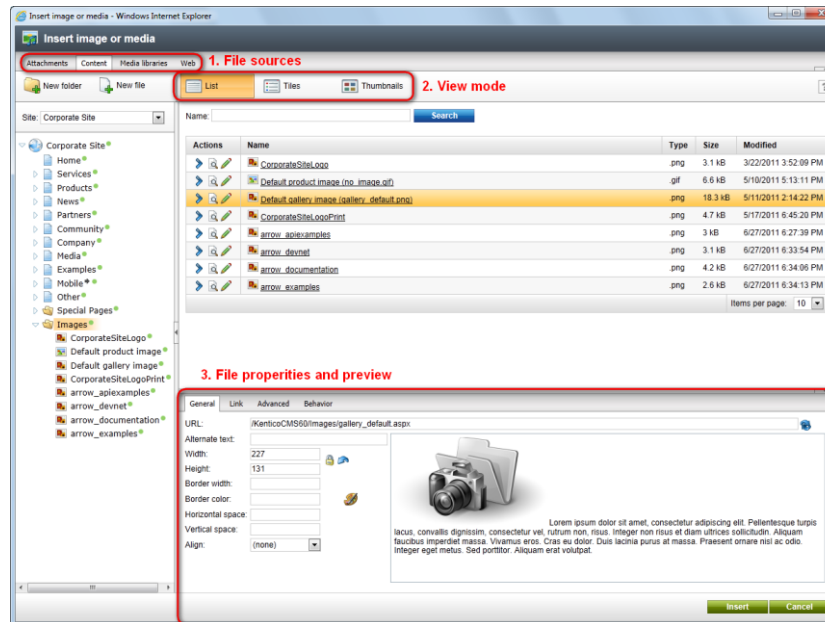 Insert image or media - Windows Internet Explorer
Insert image or media
Attachments Content Media libraries Web 1. File sources
New folder New file List Tiles Thumbnails 2. View mode
Site: Corporate Site Name: Search
Corporate Site
Home
Services
Products
News
Partners
Community
Company
Media
Examples
Mobile
Other
Special Pages
Images
CorporateSiteLogo
Default product image
Default gallery image
CorporateSiteLogoPrint
arrow_apiexamples
arrow_devnet
arrow_documentation
arrow_examples
Actions Name Type Size Modified
CorporateSiteLogo .png 3.1 kB 3/22/2011 3:52:09 PM
Default product image (no_image.gif) .gif 6.6 kB 5/10/2011 5:13:11 PM
Default gallery image (gallery_default.png) .png 18.3 kB 5/11/2011 2:14:22 PM
CorporateSiteLogoPrint .png 4.7 kB 5/17/2011 6:45:20 PM
arrow_apiexamples .png 3 kB 6/27/2011 6:27:39 PM
arrow_devnet .png 3.1 kB 6/27/2011 6:33:54 PM
arrow_documentation .png 4.2 kB 6/27/2011 6:34:06 PM
arrow_examples .png 2.6 kB 6/27/2011 6:34:13 PM
Items per page: 10
3. File properities and preview
General Link Advanced Behavior
URL: /KenticoCMS60/Images/gallery_default.aspx
Alternate text:
Width: 227
Height: 131
Border width:
Border color:
Horizontal space:
Vertical space:
Align: (none)
Lorem ipsum dolor sit amet, consectetur adipiscing elit. Pellentesque turpis
lacus, convallis dignissim, consectetur vel, rutrum non, risus. Integer non risus et diam ultrices sollicitudin. Aliquam
faucibus imperdiet massa. Vivamus eros. Cras eu dolor. Duis lacinia purus at massa. Praesent ornare nisl ac odio.
Integer eget metus. Sed porttitor. Aliquam erat volutpat.
Insert Cancel